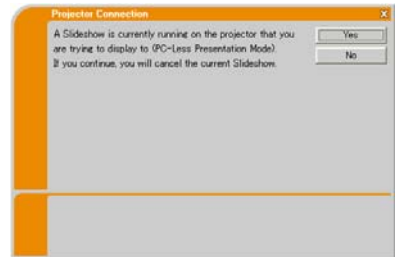 Projector Connection
X
A Slideshow is currently running on the projector that you
are trying to display to (PC-Less Presentation Mode).
If you continue, you will cancel the current Slideshow.
Yes
No